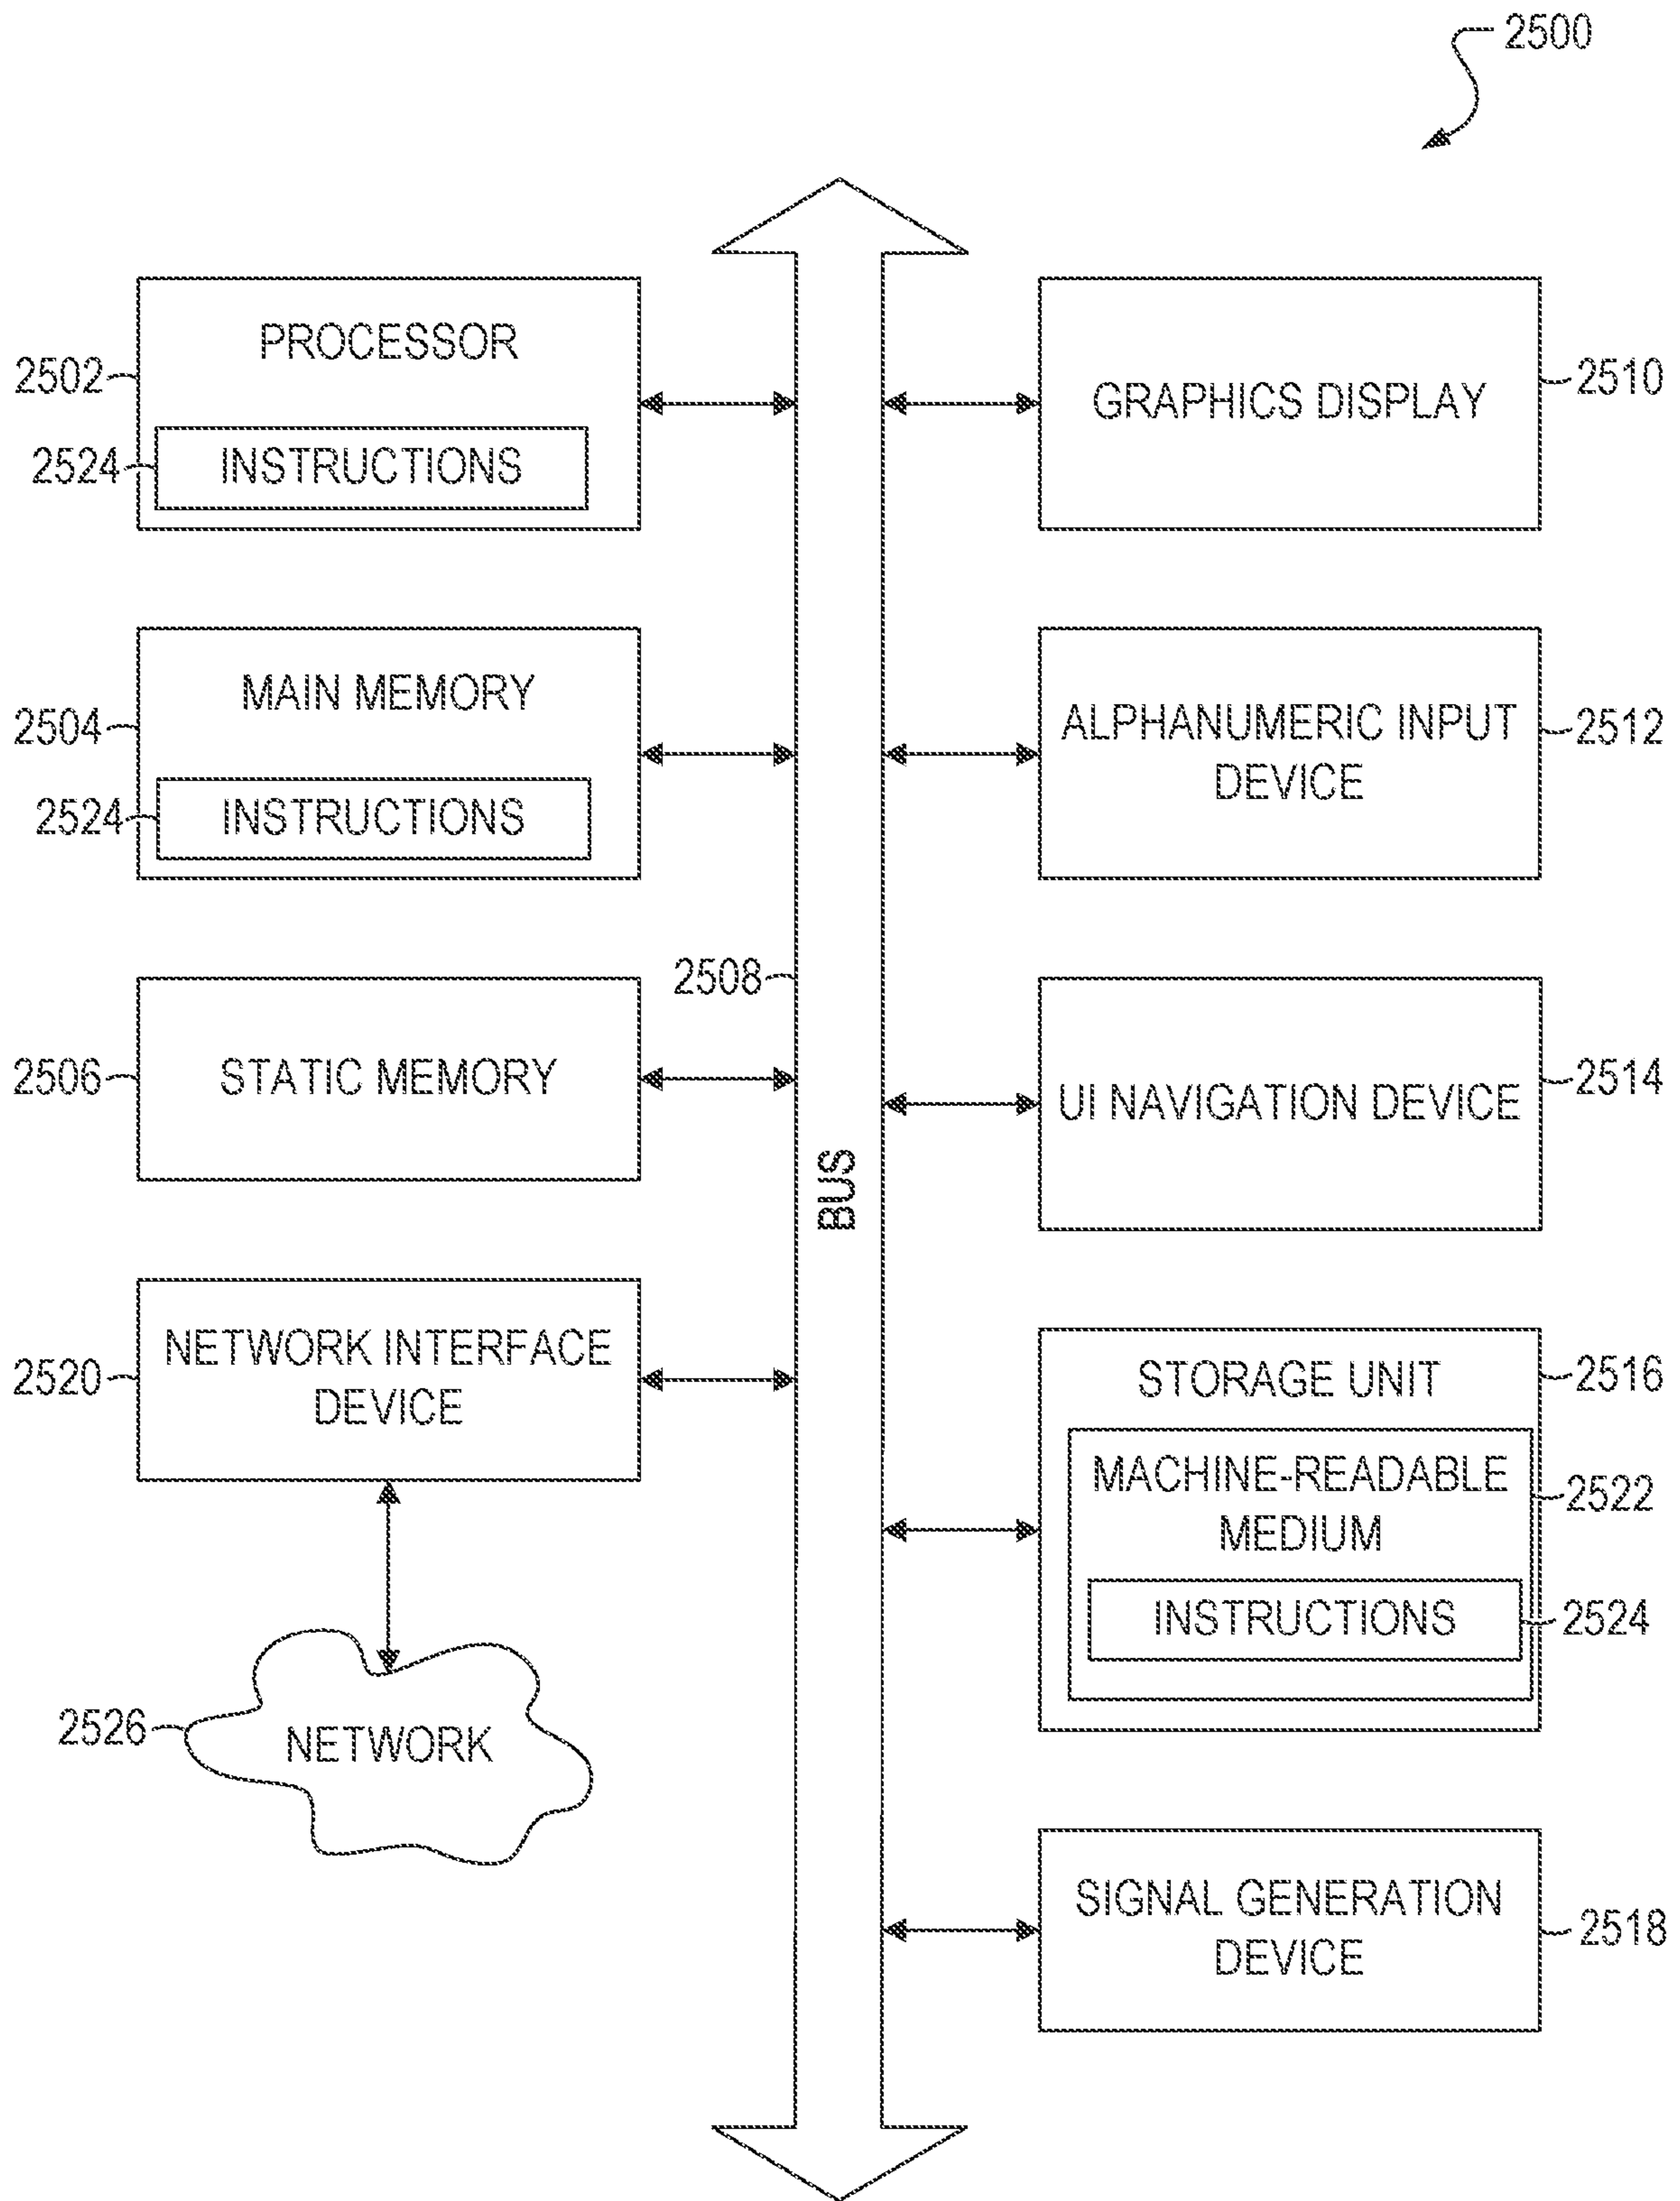 2500
PROCESSOR
2502
2524
INSTRUCTIONS
MAIN MEMORY
2504
2524
INSTRUCTIONS
2508
2506
STATIC MEMORY
BUS
NETWORK INTERFACE
DEVICE
2520
2526
NETWORK
GRAPHICS DISPLAY
2510
ALPHANUMERIC INPUT
DEVICE
2512
UI NAVIGATION DEVICE
2514
STORAGE UNIT
2516
MACHINE-READABLE
MEDIUM
2522
INSTRUCTIONS
2524
SIGNAL GENERATION
DEVICE
2518